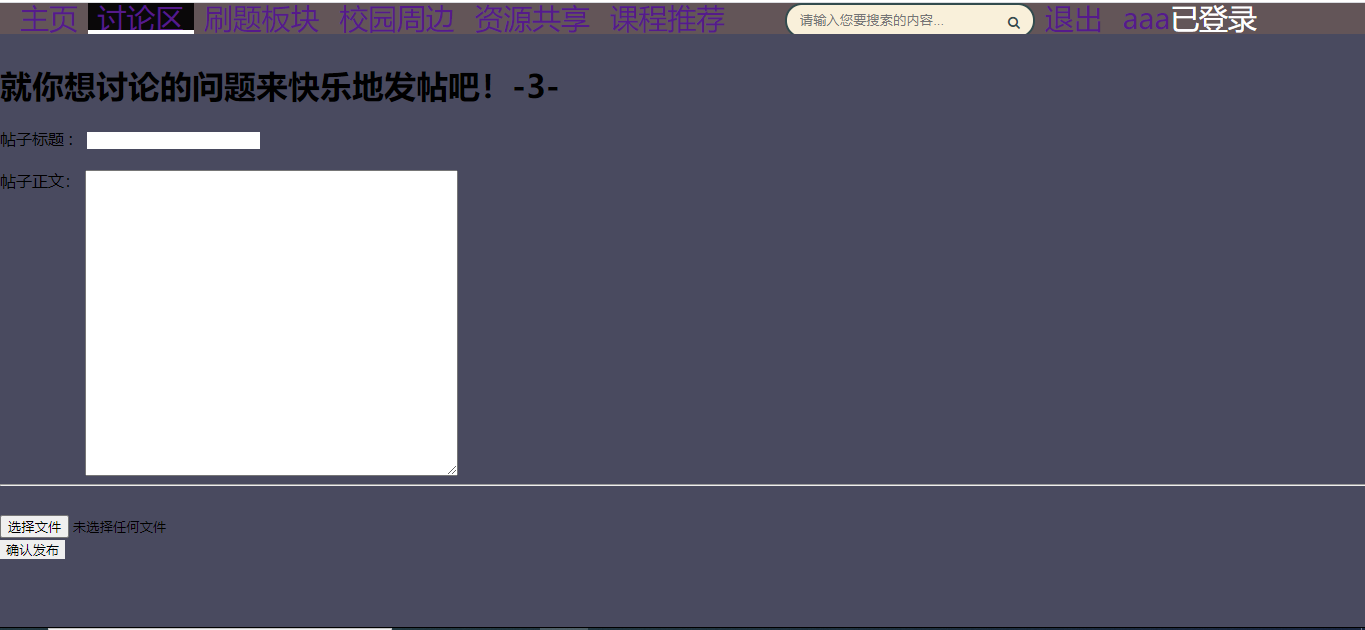 主页 讨论区 刷题板块 校园周边 资源共享 课程推荐 请输入您要搜索的内容... 退出 aaa已登录
就你想讨论的问题来快乐地发帖吧！-3-
帖子标题：
帖子正文：
选择文件 未选择任何文件
确认发布